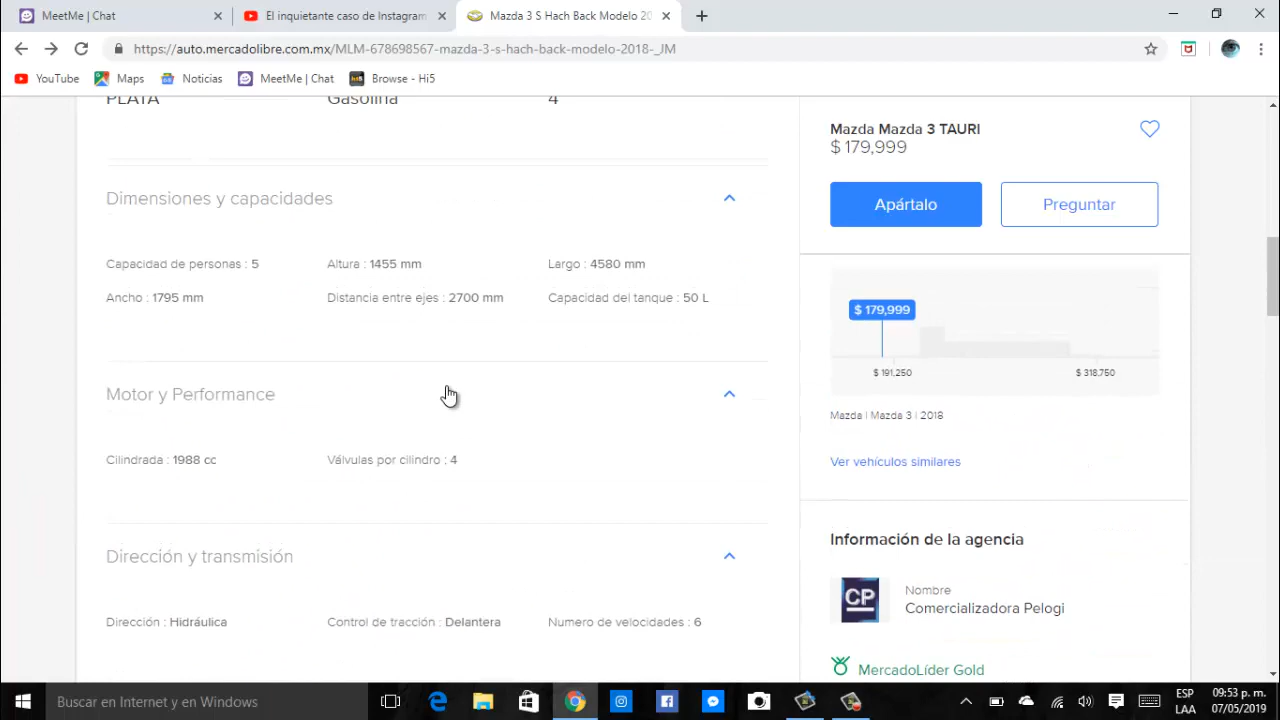 MeetMe | Chat
El inquietante caso de Instagram
Mazda 3 S Hach Back Modelo 20
https://auto.mercadolibre.com.mx/MLM-678698567-mazda-3-s-hach-back-modelo-2018-_JM
YouTube
Maps
Noticias
MeetMe | Chat
Browse - Hi5
PLATA
Gasolina
4
Dimensiones y capacidades
Capacidad de personas : 5
Altura : 1455 mm
Largo : 4580 mm
Ancho : 1795 mm
Distancia entre ejes : 2700 mm
Capacidad del tanque : 50 L
Motor y Performance
Cilindrada : 1988 cc
Válvulas por cilindro : 4
Dirección y transmisión
Dirección : Hidráulica
Control de tracción : Delantera
Numero de velocidades : 6
Mazda Mazda 3 TAURI
$ 179,999
Apártalo
Preguntar
$ 179,999
$ 191,250
$ 318,750
Mazda | Mazda 3 | 2018
Ver vehículos similares
Información de la agencia
CP
Nombre
Comercializadora Pelogi
MercadoLíder Gold
Buscar en Internet y en Windows
ESP
LAA
09:53 p. m.
07/05/2019